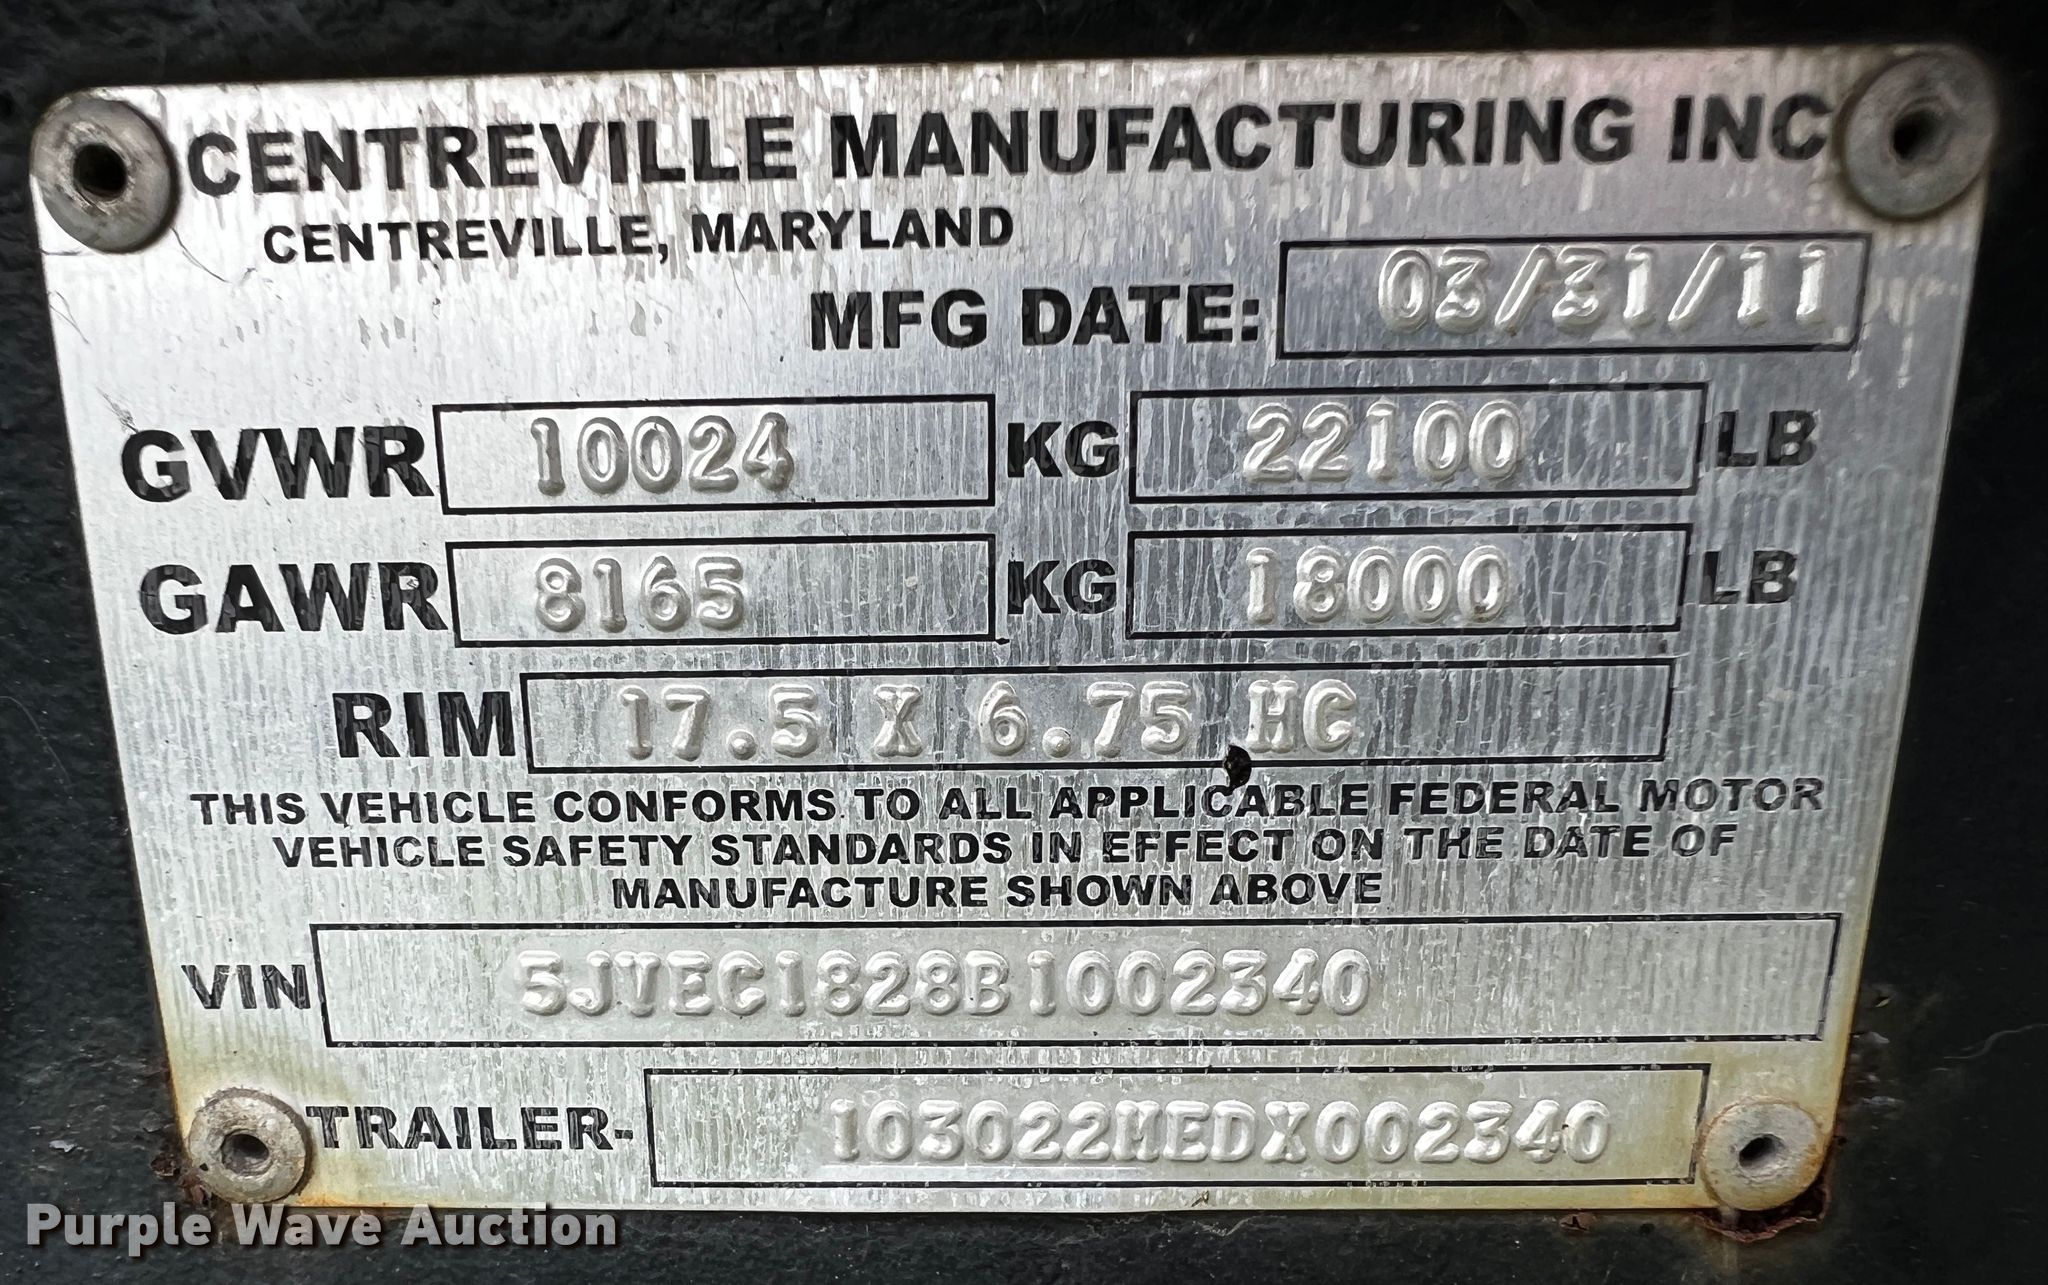 CENTREVILLE MANUFACTURING INC
CENTREVILLE, MARYLAND
MFG DATE: 03/31/11
GVWR 10024 KG 22100 LB
GAWR 8165 KG 18000 LB
RIM 17.5 X 6.75 HC
THIS VEHICLE CONFORMS TO ALL APPLICABLE FEDERAL MOTOR
VEHICLE SAFETY STANDARDS IN EFFECT ON THE DATE OF
MANUFACTURE SHOWN ABOVE
VIN 5JVEC1828B1002340
TRAILER- 103022MEDX002340
Purple Wave Auction